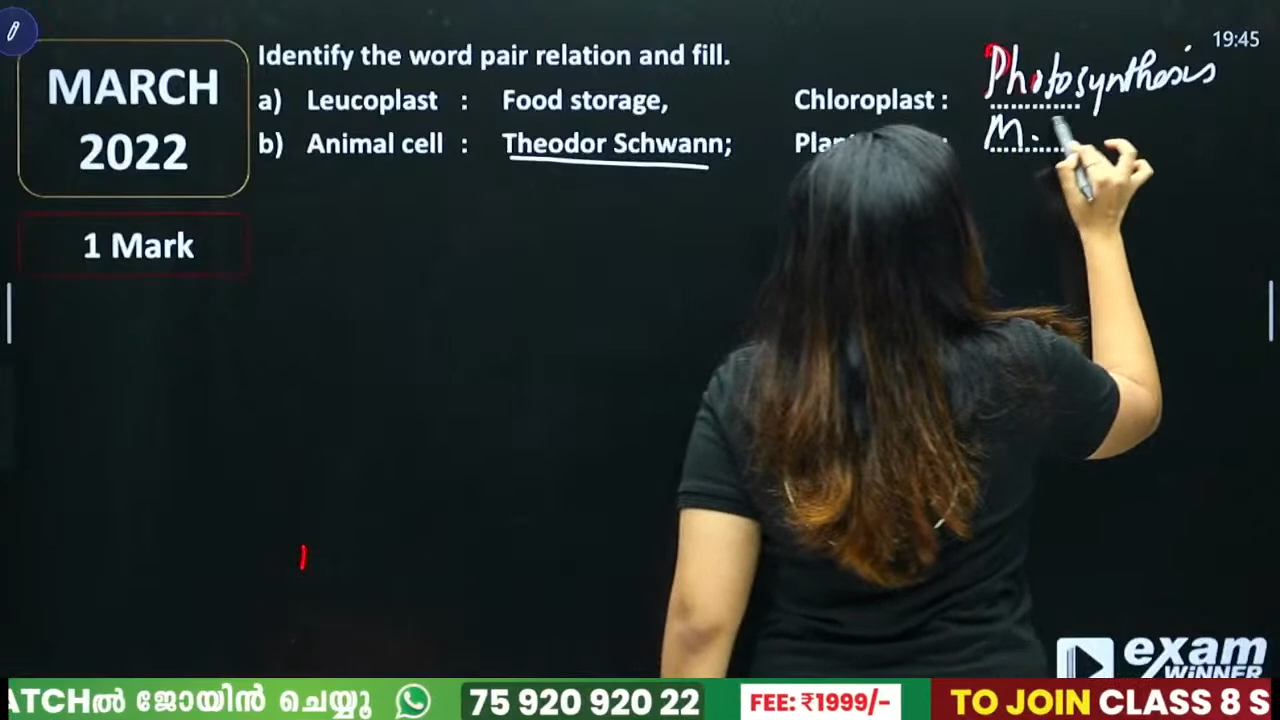 19:45
MARCH
2022
1 Mark
Identify the word pair relation and fill.
a) Leucoplast : Food storage, Chloroplast : Photosynthesis
b) Animal cell : Theodor Schwann; : M.
exam
WiNNER
ATCHൽ ജോയിൻ ചെയ്യൂ 75 920 920 22 FEE: ₹1999/- TO JOIN CLASS 8 S